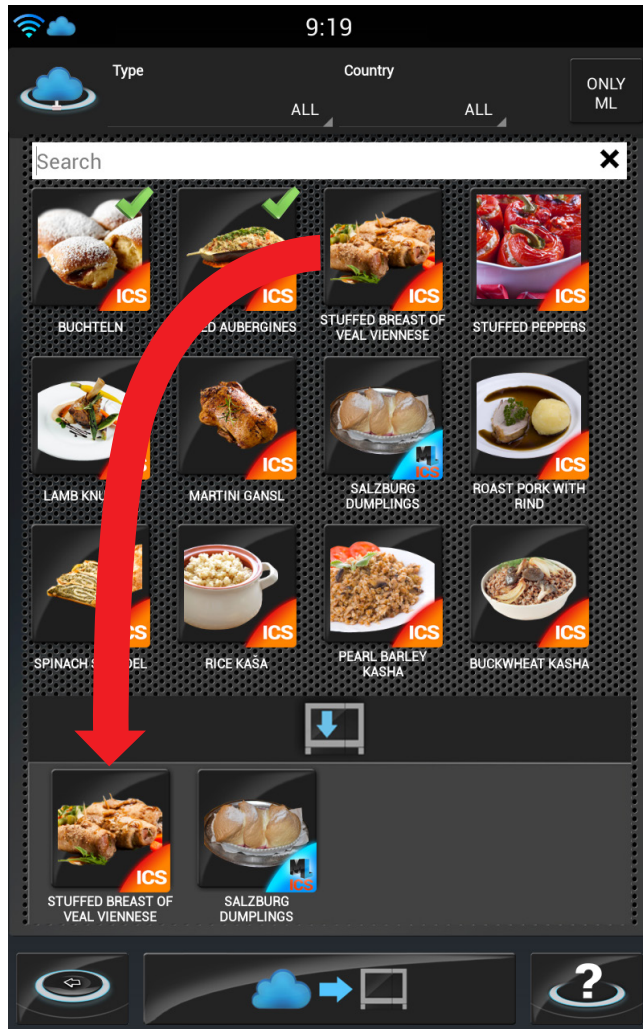 9:19
Type
Country
ONLY
ML
ALL
ALL
Search
ICS
ICS
ICS
ICS
BUCHTELN
ED AUBERGINES
STUFFED BREAST OF
VEAL VIENNESE
STUFFED PEPPERS
ICS
ICS
M.
ICS
ICS
LAMB KNU
MARTINI GANSL
SALZBURG
DUMPLINGS
ROAST PORK WITH
RIND
ICS
ICS
ICS
ICS
SPINACH S DEL
RICE KAŠA
PEARL BARLEY
KASHA
BUCKWHEAT KASHA
ICS
M.
ICS
STUFFED BREAST OF
VEAL VIENNESE
SALZBURG
DUMPLINGS
?